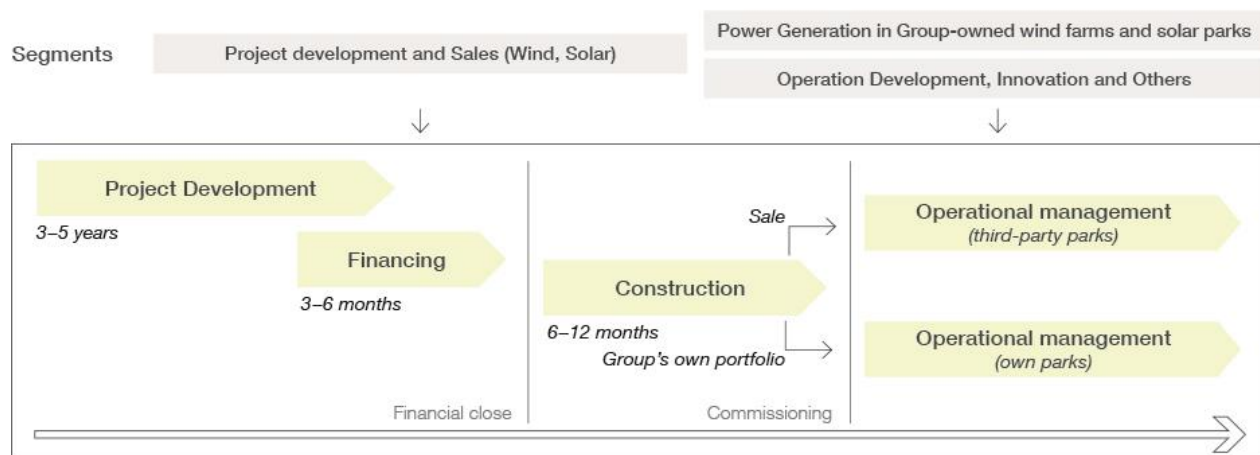 Segments
Project development and Sales (Wind, Solar)
Power Generation in Group-owned wind farms and solar parks
Operation Development, Innovation and Others
Project Development
3–5 years
Financing
3–6 months
Construction
6–12 months
Sale
Group's own portfolio
Operational management
(third-party parks)
Operational management
(own parks)
Financial close
Commissioning